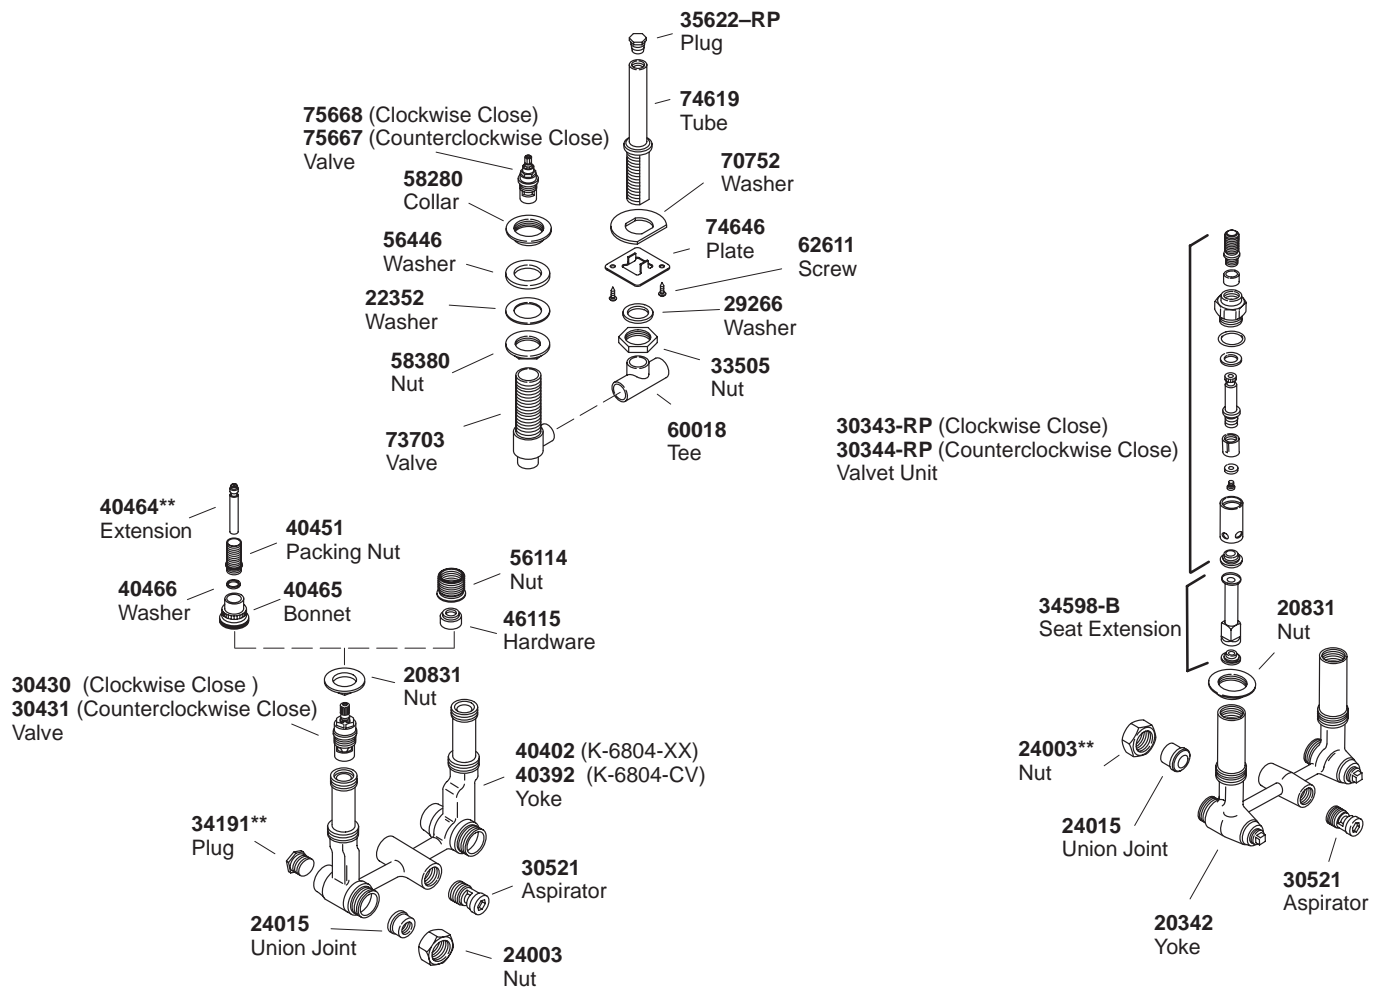 35622–RP
Plug
74619
Tube
75668 (Clockwise Close)
75667 (Counterclockwise Close)
Valve
70752
Washer
58280
Collar
74646
Plate
62611
Screw
56446
Washer
22352
Washer
29266
Washer
58380
Nut
33505
Nut
73703
Valve
60018
Tee
40464**
Extension
40451
Packing Nut
40466
Washer
40465
Bonnet
56114
Nut
46115
Hardware
20831
Nut
30430 (Clockwise Close )
30431 (Counterclockwise Close)
Valve
40402 (K-6804-XX)
40392 (K-6804-CV)
Yoke
34191**
Plug
30521
Aspirator
24015
Union Joint
24003
Nut
30343-RP (Clockwise Close)
30344-RP (Counterclockwise Close)
Valvet Unit
34598-B
Seat Extension
20831
Nut
24003**
Nut
24015
Union Joint
30521
Aspirator
20342
Yoke